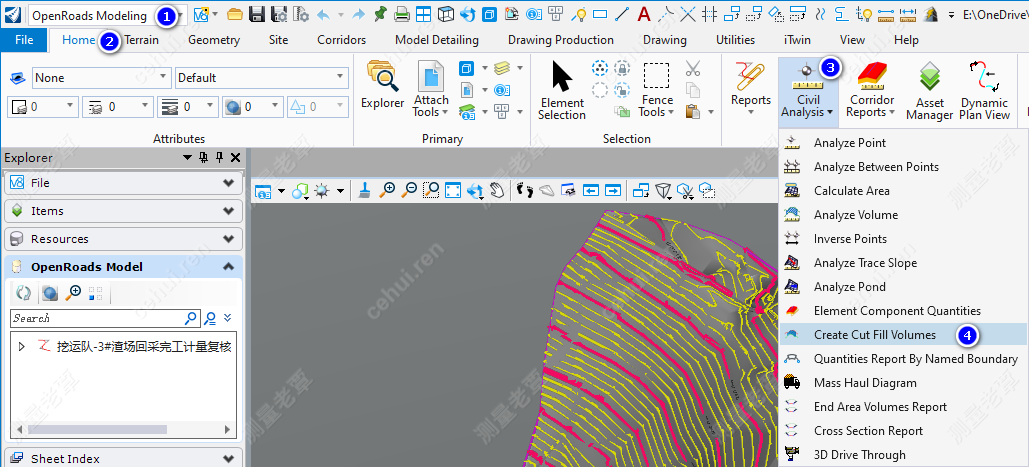 OpenRoads Modeling
1
E:\OneDrive\
File
Home
2
Terrain
Geometry
Site
Corridors
Model Detailing
Drawing Production
Drawing
Utilities
iTwin
View
Help
None
Default
0
0
0
0
0
Attributes
Explorer
Attach
Tools
Primary
Element
Selection
Fence
Tools
Selection
Reports
3
Civil
Analysis
Corridor
Reports
Asset
Manager
Dynamic
Plan View
Explorer
File
Items
Resources
OpenRoads Model
Search
挖运队-3#渣场回采完工计量复核
Sheet Index
Analyze Point
Analyze Between Points
Calculate Area
Analyze Volume
Inverse Points
Analyze Trace Slope
Analyze Pond
Element Component Quantities
Create Cut Fill Volumes
4
Quantities Report By Named Boundary
Mass Haul Diagram
End Area Volumes Report
Cross Section Report
3D Drive Through
测量老覃
cehui.ren